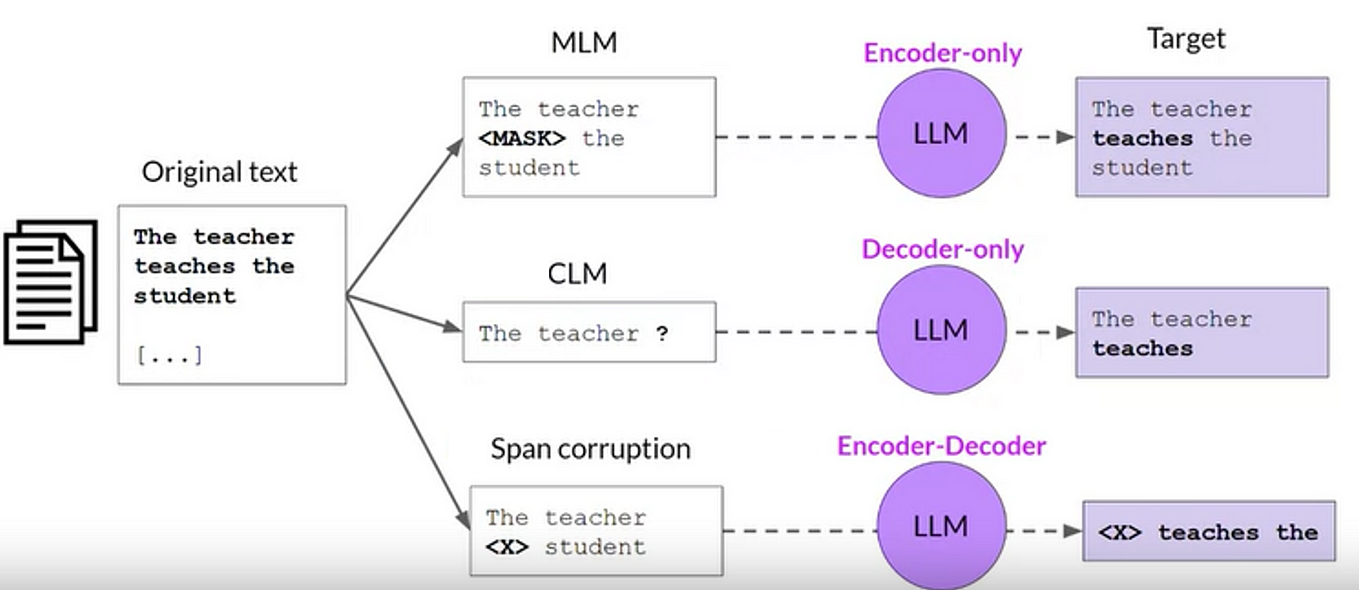 Original text
The teacher
teaches the
student
[...]
MLM
The teacher
<MASK> the
student
Encoder-only
LLM
Target
The teacher
teaches the
student
CLM
The teacher ?
Decoder-only
LLM
The teacher
teaches
Span corruption
The teacher
<X> student
Encoder-Decoder
LLM
<X> teaches the